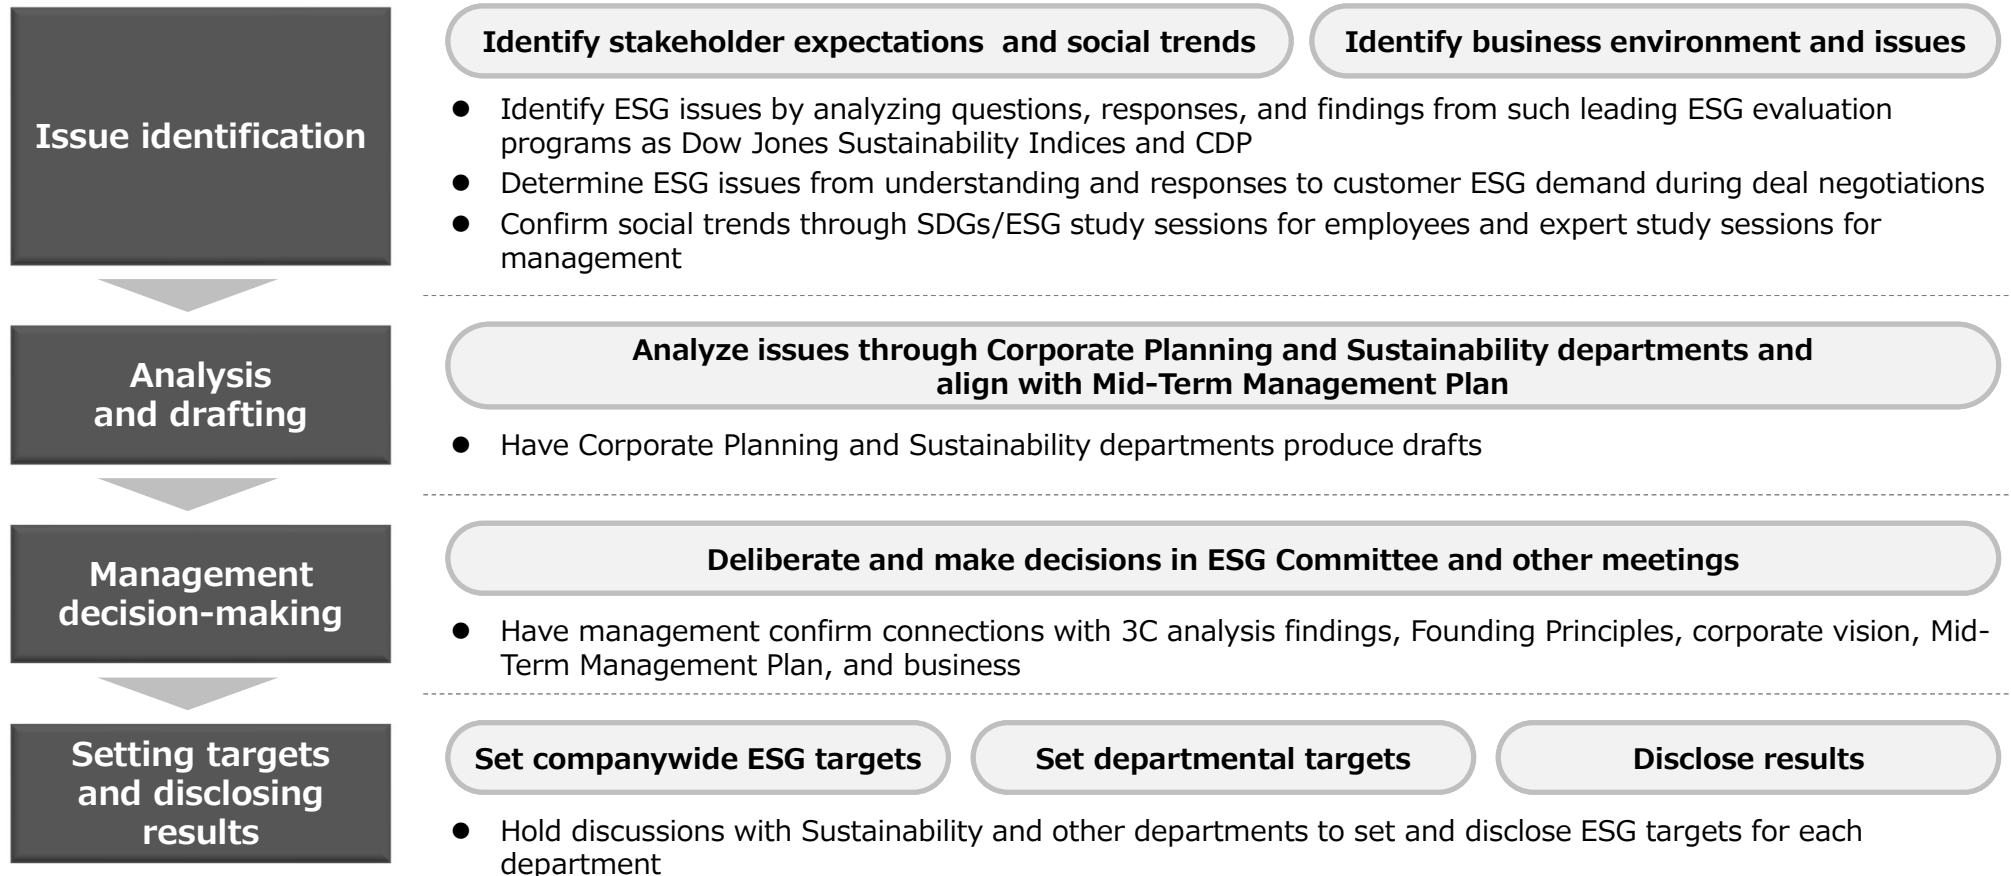 Issue identification
Identify stakeholder expectations  and social trends
Identify business environment and issues
● Identify ESG issues by analyzing questions, responses, and findings from such leading ESG evaluation
programs as Dow Jones Sustainability Indices and CDP
● Determine ESG issues from understanding and responses to customer ESG demand during deal negotiations
● Confirm social trends through SDGs/ESG study sessions for employees and expert study sessions for
management
Analysis
and drafting
Analyze issues through Corporate Planning and Sustainability departments and
align with Mid-Term Management Plan
● Have Corporate Planning and Sustainability departments produce drafts
Management
decision-making
Deliberate and make decisions in ESG Committee and other meetings
● Have management confirm connections with 3C analysis findings, Founding Principles, corporate vision, Mid-
Term Management Plan, and business
Setting targets
and disclosing
results
Set companywide ESG targets
Set departmental targets
Disclose results
● Hold discussions with Sustainability and other departments to set and disclose ESG targets for each
department